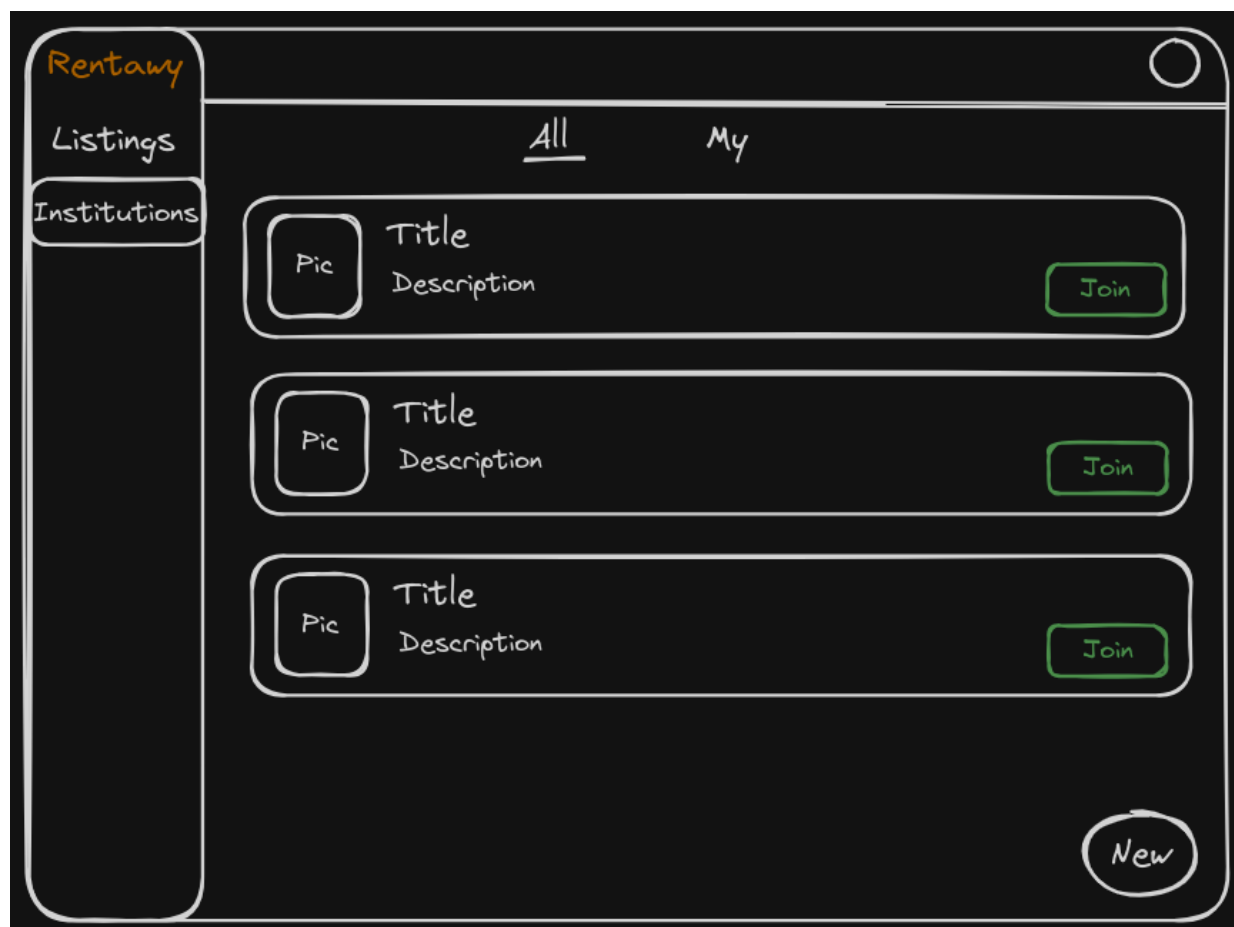 Rentawy
Listings
Institutions
All
My
Pic
Title
Description
Join
Pic
Title
Description
Join
Pic
Title
Description
Join
New